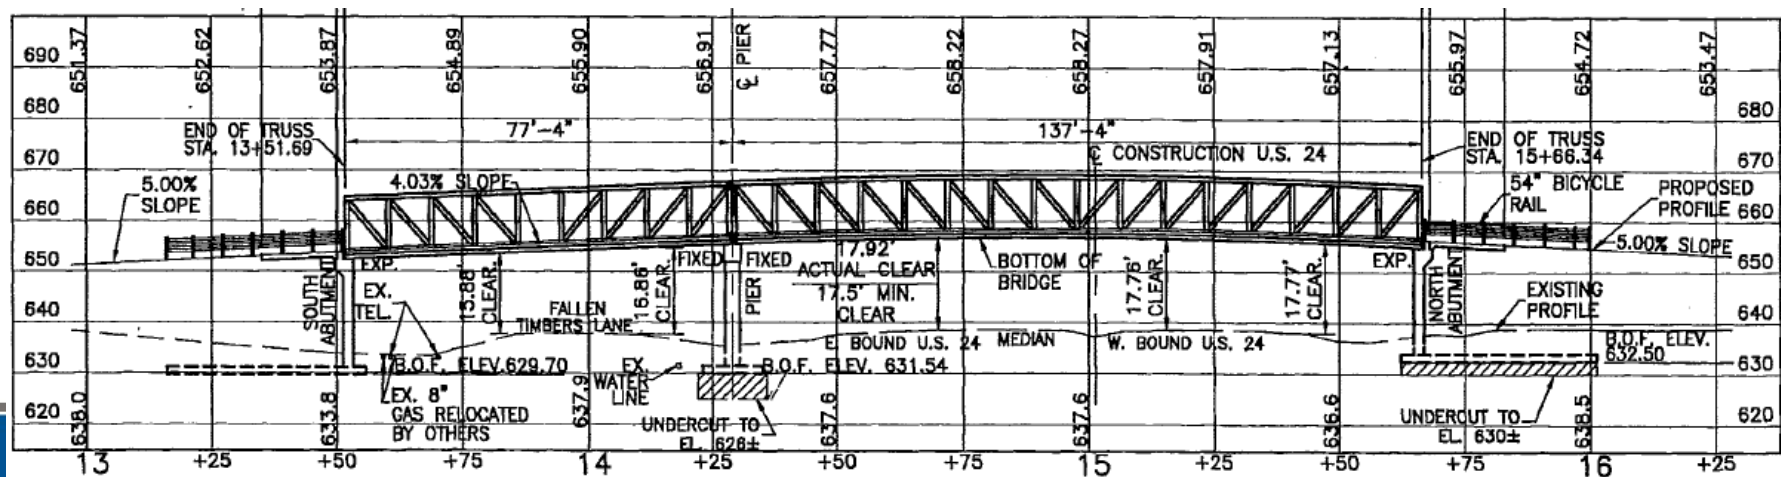 690
680
670
660
650
640
630
620
651.37
652.62
653.87
654.89
655.90
656.91
℄ PIER
657.77
658.22
658.27
657.91
657.13
655.97
654.72
653.47
680
670
660
650
640
630
620
END OF TRUSS
STA. 13+51.69
77'-4"
137'-4"
END OF TRUSS
STA. 15+66.34
℄ CONSTRUCTION U.S. 24
5.00%
SLOPE
4.03% SLOPE
54" BICYCLE
RAIL
PROPOSED
PROFILE
5.00% SLOPE
EXP.
FIXED
FIXED
17.92'
ACTUAL CLEAR
17.5' MIN.
CLEAR
BOTTOM OF
BRIDGE
EXP.
SOUTH
ABUTMENT
EX.
TEL.
15.88'
CLEAR.
FALLEN
TIMBERS LANE
CLEAR.
PIER
17.76'
CLEAR.
17.77'
CLEAR.
NORTH
ABUTMENT
EXISTING
PROFILE
E. BOUND U.S. 24
MEDIAN
W. BOUND U.S. 24
B.O.F. ELEV. 629.70
EX.
WATER
LINE
B.O.F. ELEV. 631.54
B.O.F. ELEV.
632.50
EX. 8"
GAS RELOCATED
BY OTHERS
UNDERCUT TO
EL. 626±
UNDERCUT TO
EL. 630±
638.0
633.8
637.9
637.6
637.6
636.6
638.5
13 +25 +50 +75 14 +25 +50 +75 15 +25 +50 +75 16 +25